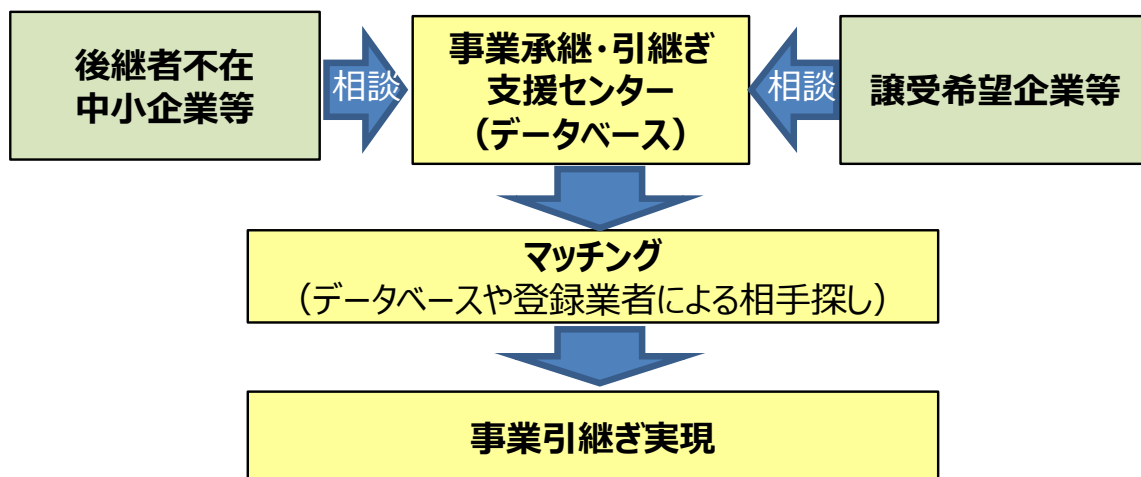 後継者不在
中小企業等
相談
事業承継・引継ぎ
支援センター
（データベース）
相談
譲受希望企業等
マッチング
（データベースや登録業者による相手探し）
事業引継ぎ実現